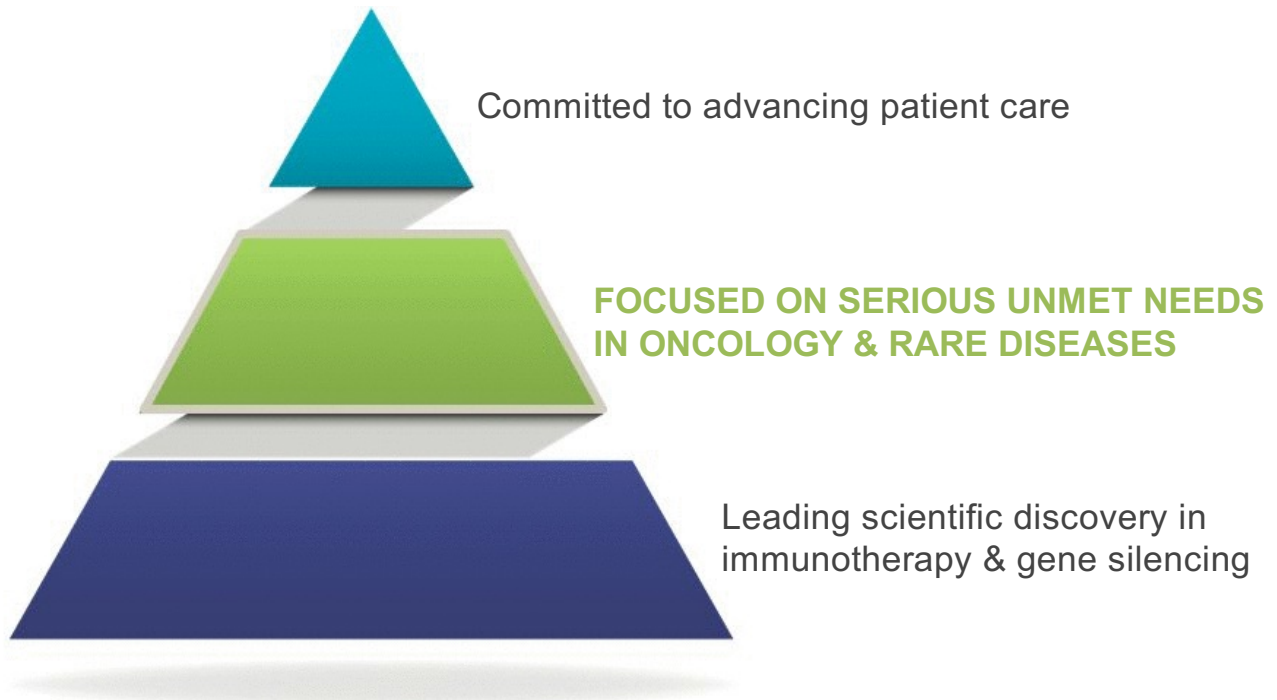 Committed to advancing patient care
FOCUSED ON SERIOUS UNMET NEEDS
IN ONCOLOGY & RARE DISEASES
Leading scientific discovery in
immunotherapy & gene silencing